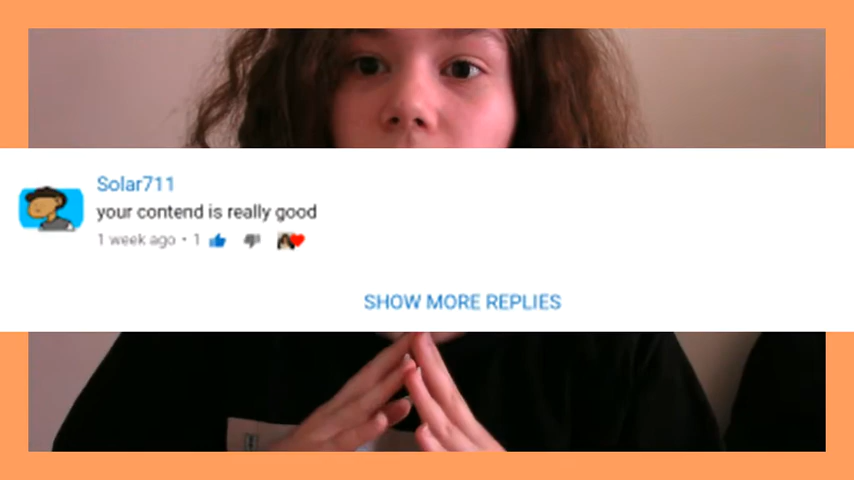 Solar711
your contend is really good
1 week ago • 1
SHOW MORE REPLIES